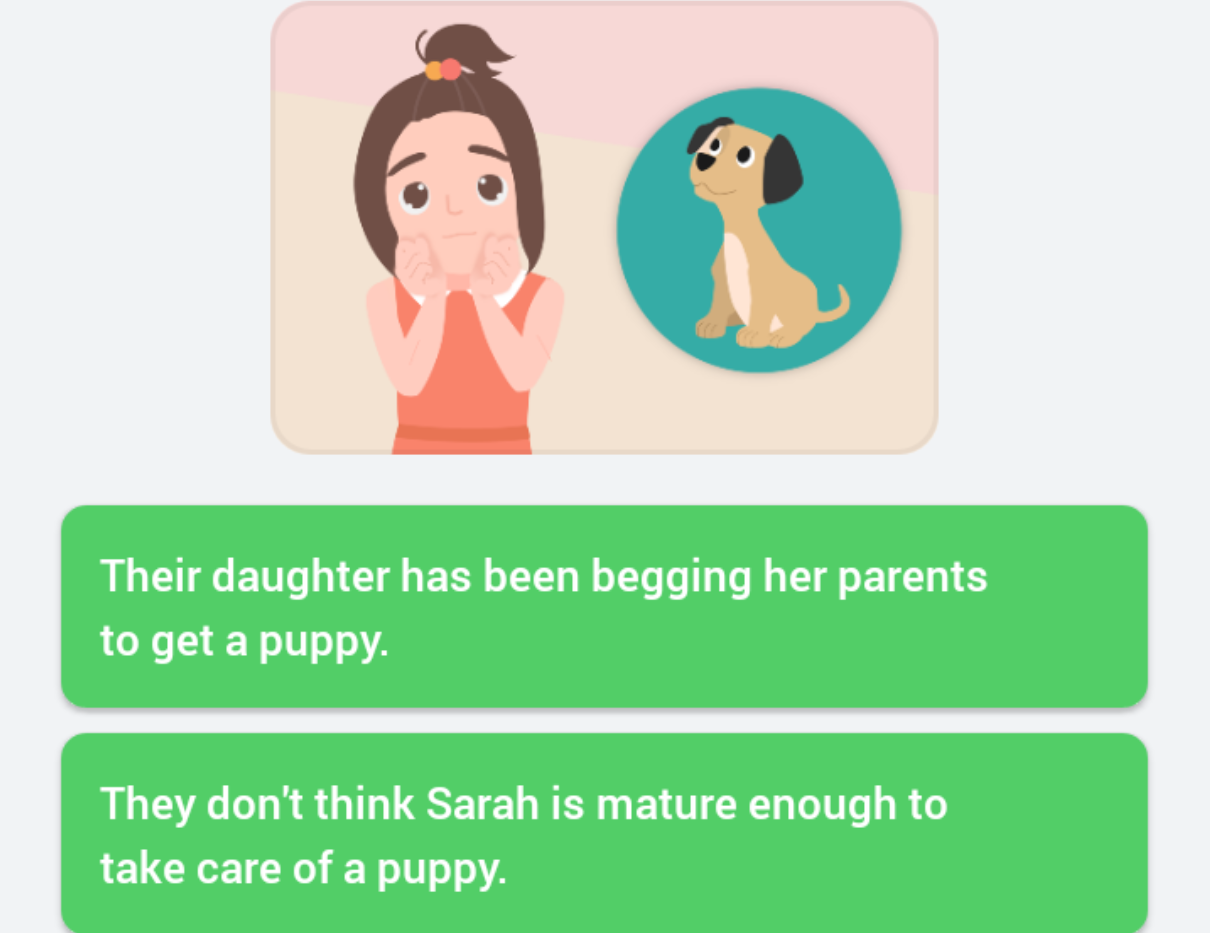 Their daughter has been begging her parents
to get a puppy.
They don't think Sarah is mature enough to
take care of a puppy.